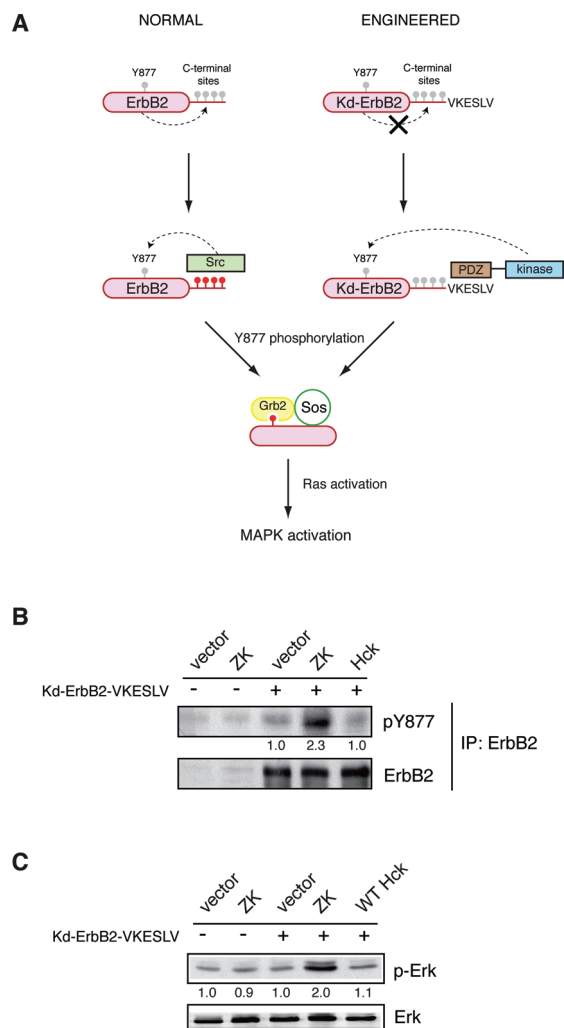 A
NORMAL ENGINEERED
Y877 C-terminal sites Y877 C-terminal sites
ErbB2 Kd-ErbB2 VKESLV
Y877 Src Y877 PDZ kinase
ErbB2 Kd-ErbB2 VKESLV
Y877 phosphorylation
Grb2 Sos
Ras activation
MAPK activation
B
vector ZK vector ZK Hck
Kd-ErbB2-VKESLV - - + + +
pY877
1.0 2.3 1.0
IP: ErbB2
ErbB2
C
vector ZK vector ZK WT Hck
Kd-ErbB2-VKESLV - - + + +
p-Erk
1.0 0.9 1.0 2.0 1.1
Erk